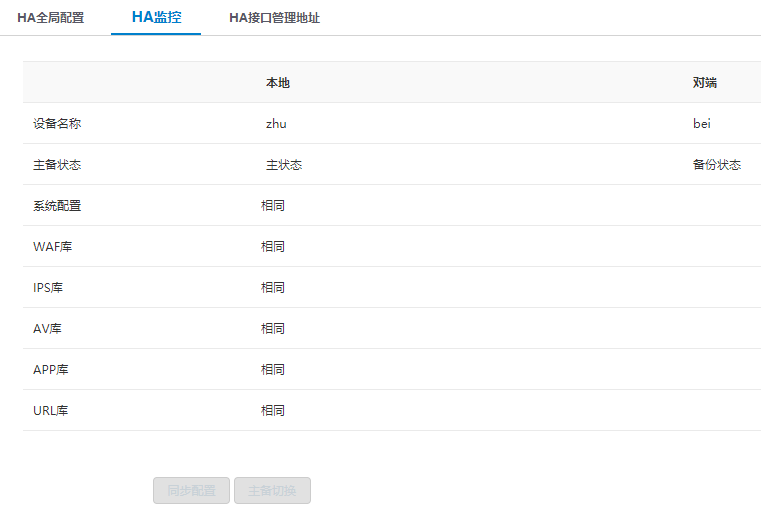 HA全局配置 HA监控 HA接口管理地址
本地 对端
设备名称 zhu bei
主备状态 主状态 备份状态
系统配置 相同
WAF库 相同
IPS库 相同
AV库 相同
APP库 相同
URL库 相同
同步配置 主备切换